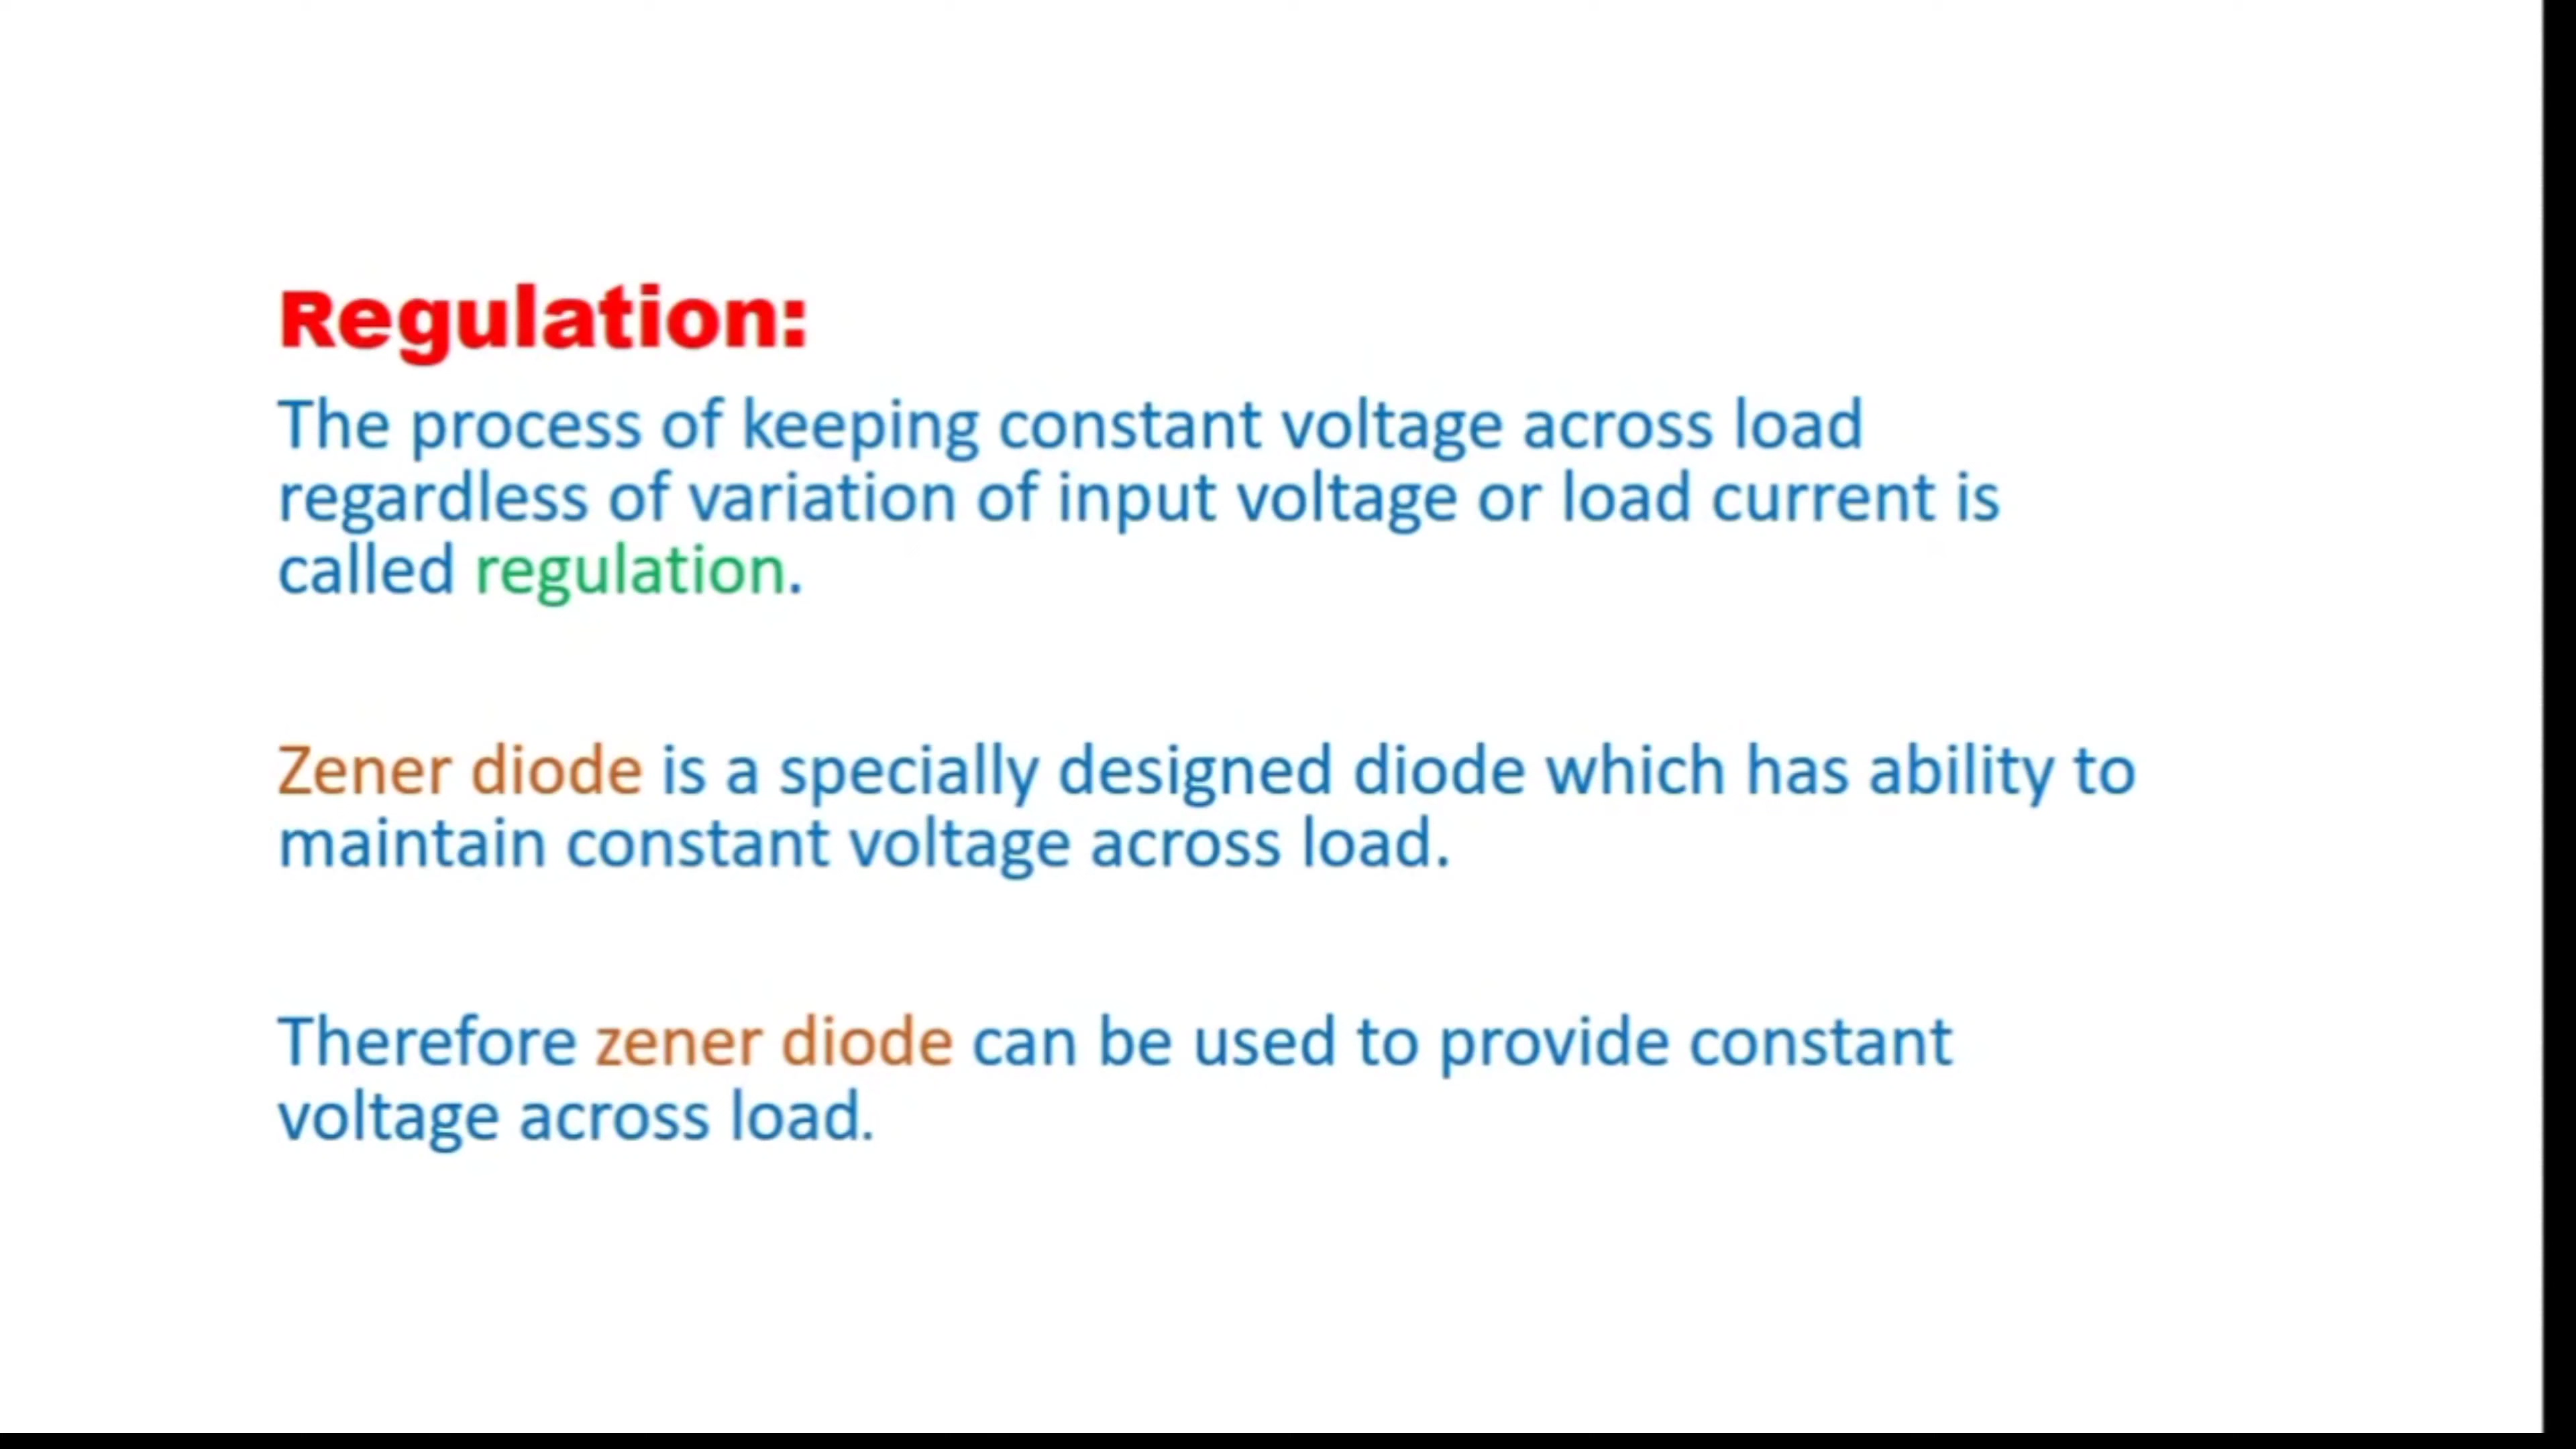 Regulation:
The process of keeping constant voltage across load
regardless of variation of input voltage or load current is
called regulation.
Zener diode is a specially designed diode which has ability to
maintain constant voltage across load.
Therefore zener diode can be used to provide constant
voltage across load.